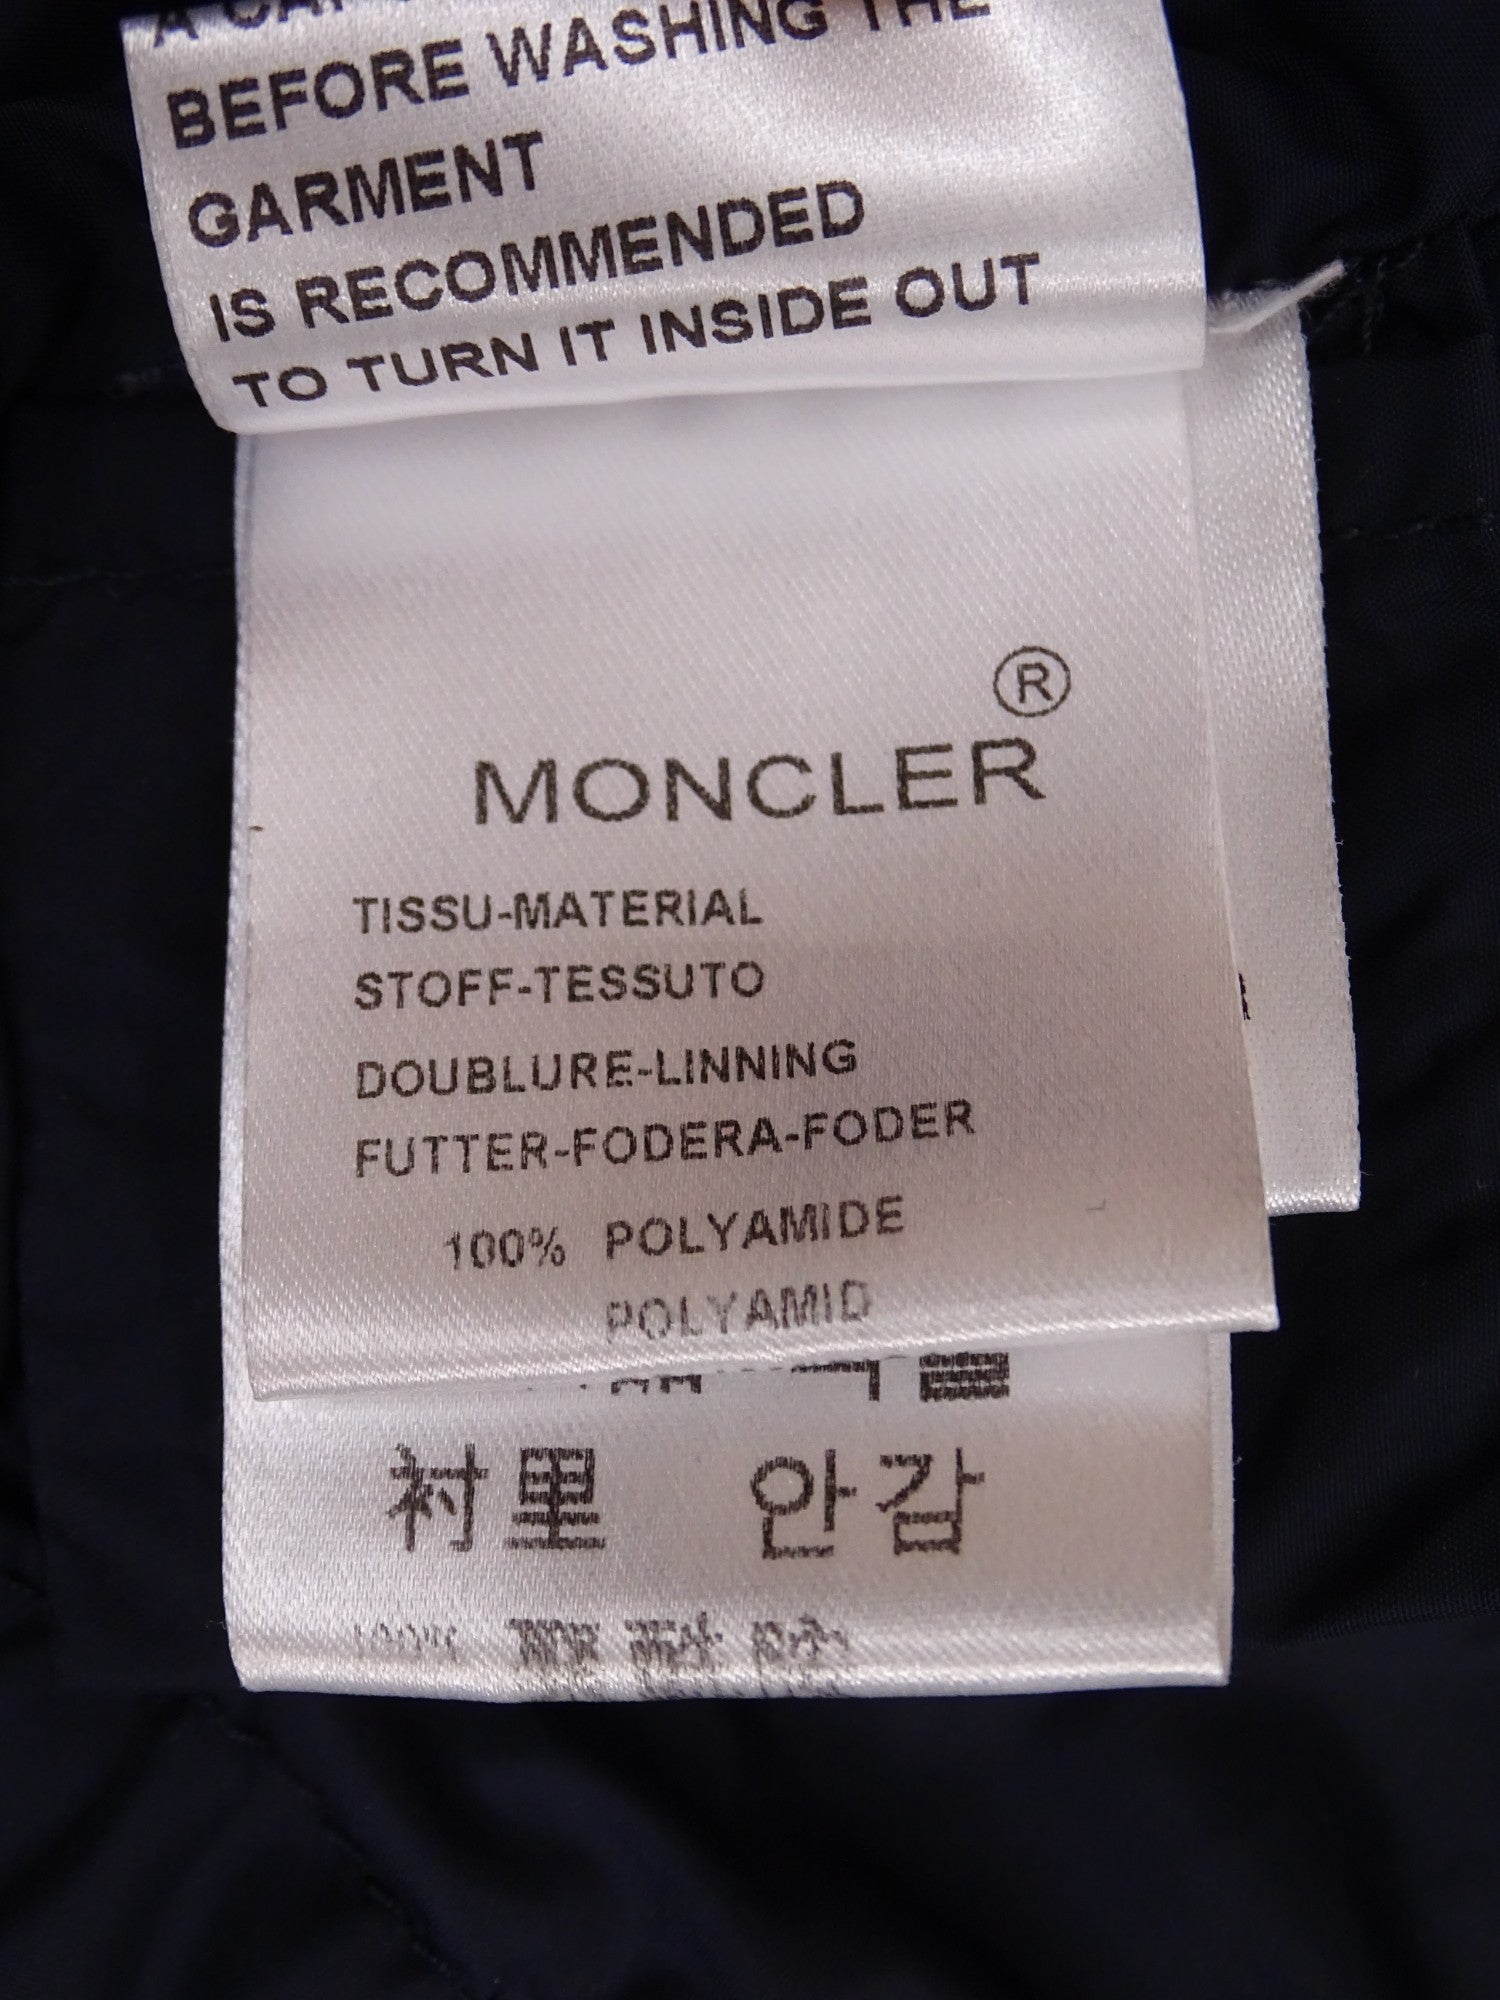 BEFORE WASHING THE
GARMENT
IS RECOMMENDED
TO TURN IT INSIDE OUT
®
MONCLER
TISSU-MATERIAL
STOFF-TESSUTO
DOUBLURE-LINNING
FUTTER-FODERA-FODER
100% POLYAMIDE
POLYAMID
衬里 안감
100%